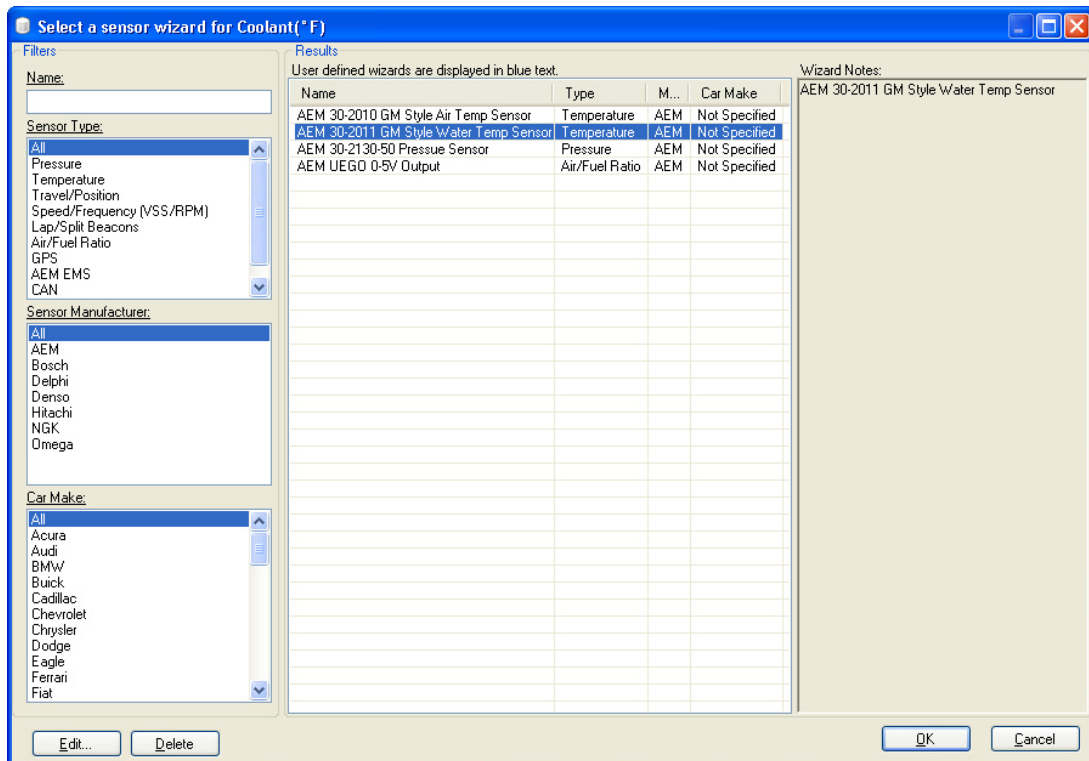 Select a sensor wizard for Coolant(°F)
Filters
Name:
Sensor Type:
All
Pressure
Temperature
Travel/Position
Speed/Frequency (VSS/RPM)
Lap/Split Beacons
Air/Fuel Ratio
GPS
AEM EMS
CAN
Sensor Manufacturer:
All
AEM
Bosch
Delphi
Denso
Hitachi
NGK
Omega
Car Make:
All
Acura
Audi
BMW
Buick
Cadillac
Chevrolet
Chrysler
Dodge
Eagle
Ferrari
Fiat
Edit...  Delete
Results
User defined wizards are displayed in blue text.
Name  Type  M...  Car Make
AEM 30-2010 GM Style Air Temp Sensor  Temperature  AEM  Not Specified
AEM 30-2011 GM Style Water Temp Sensor  Temperature  AEM  Not Specified
AEM 30-2130-50 Pressue Sensor  Pressure  AEM  Not Specified
AEM UEGO 0-5V Output  Air/Fuel Ratio  AEM  Not Specified
Wizard Notes:
AEM 30-2011 GM Style Water Temp Sensor
OK  Cancel